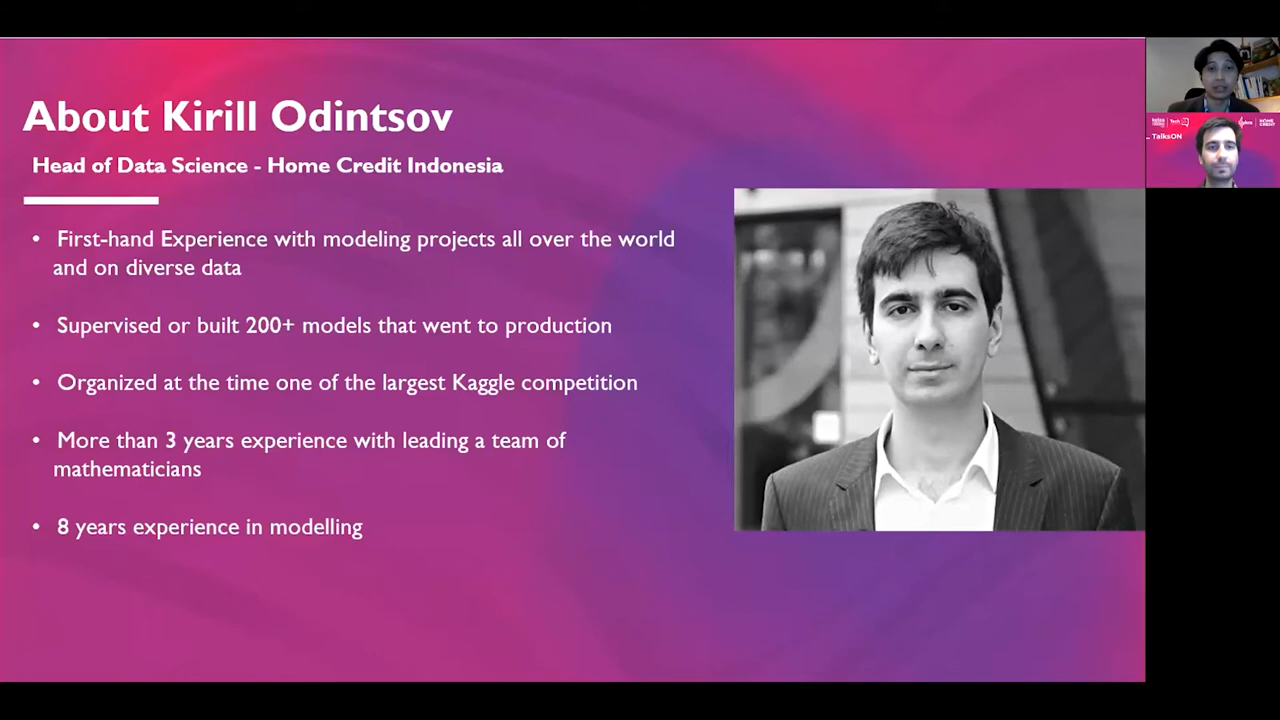 About Kirill Odintsov
Head of Data Science - Home Credit Indonesia
• First-hand Experience with modeling projects all over the world
and on diverse data
• Supervised or built 200+ models that went to production
• Organized at the time one of the largest Kaggle competition
• More than 3 years experience with leading a team of
mathematicians
• 8 years experience in modelling
Tech
HOME
CREDIT
TalksON